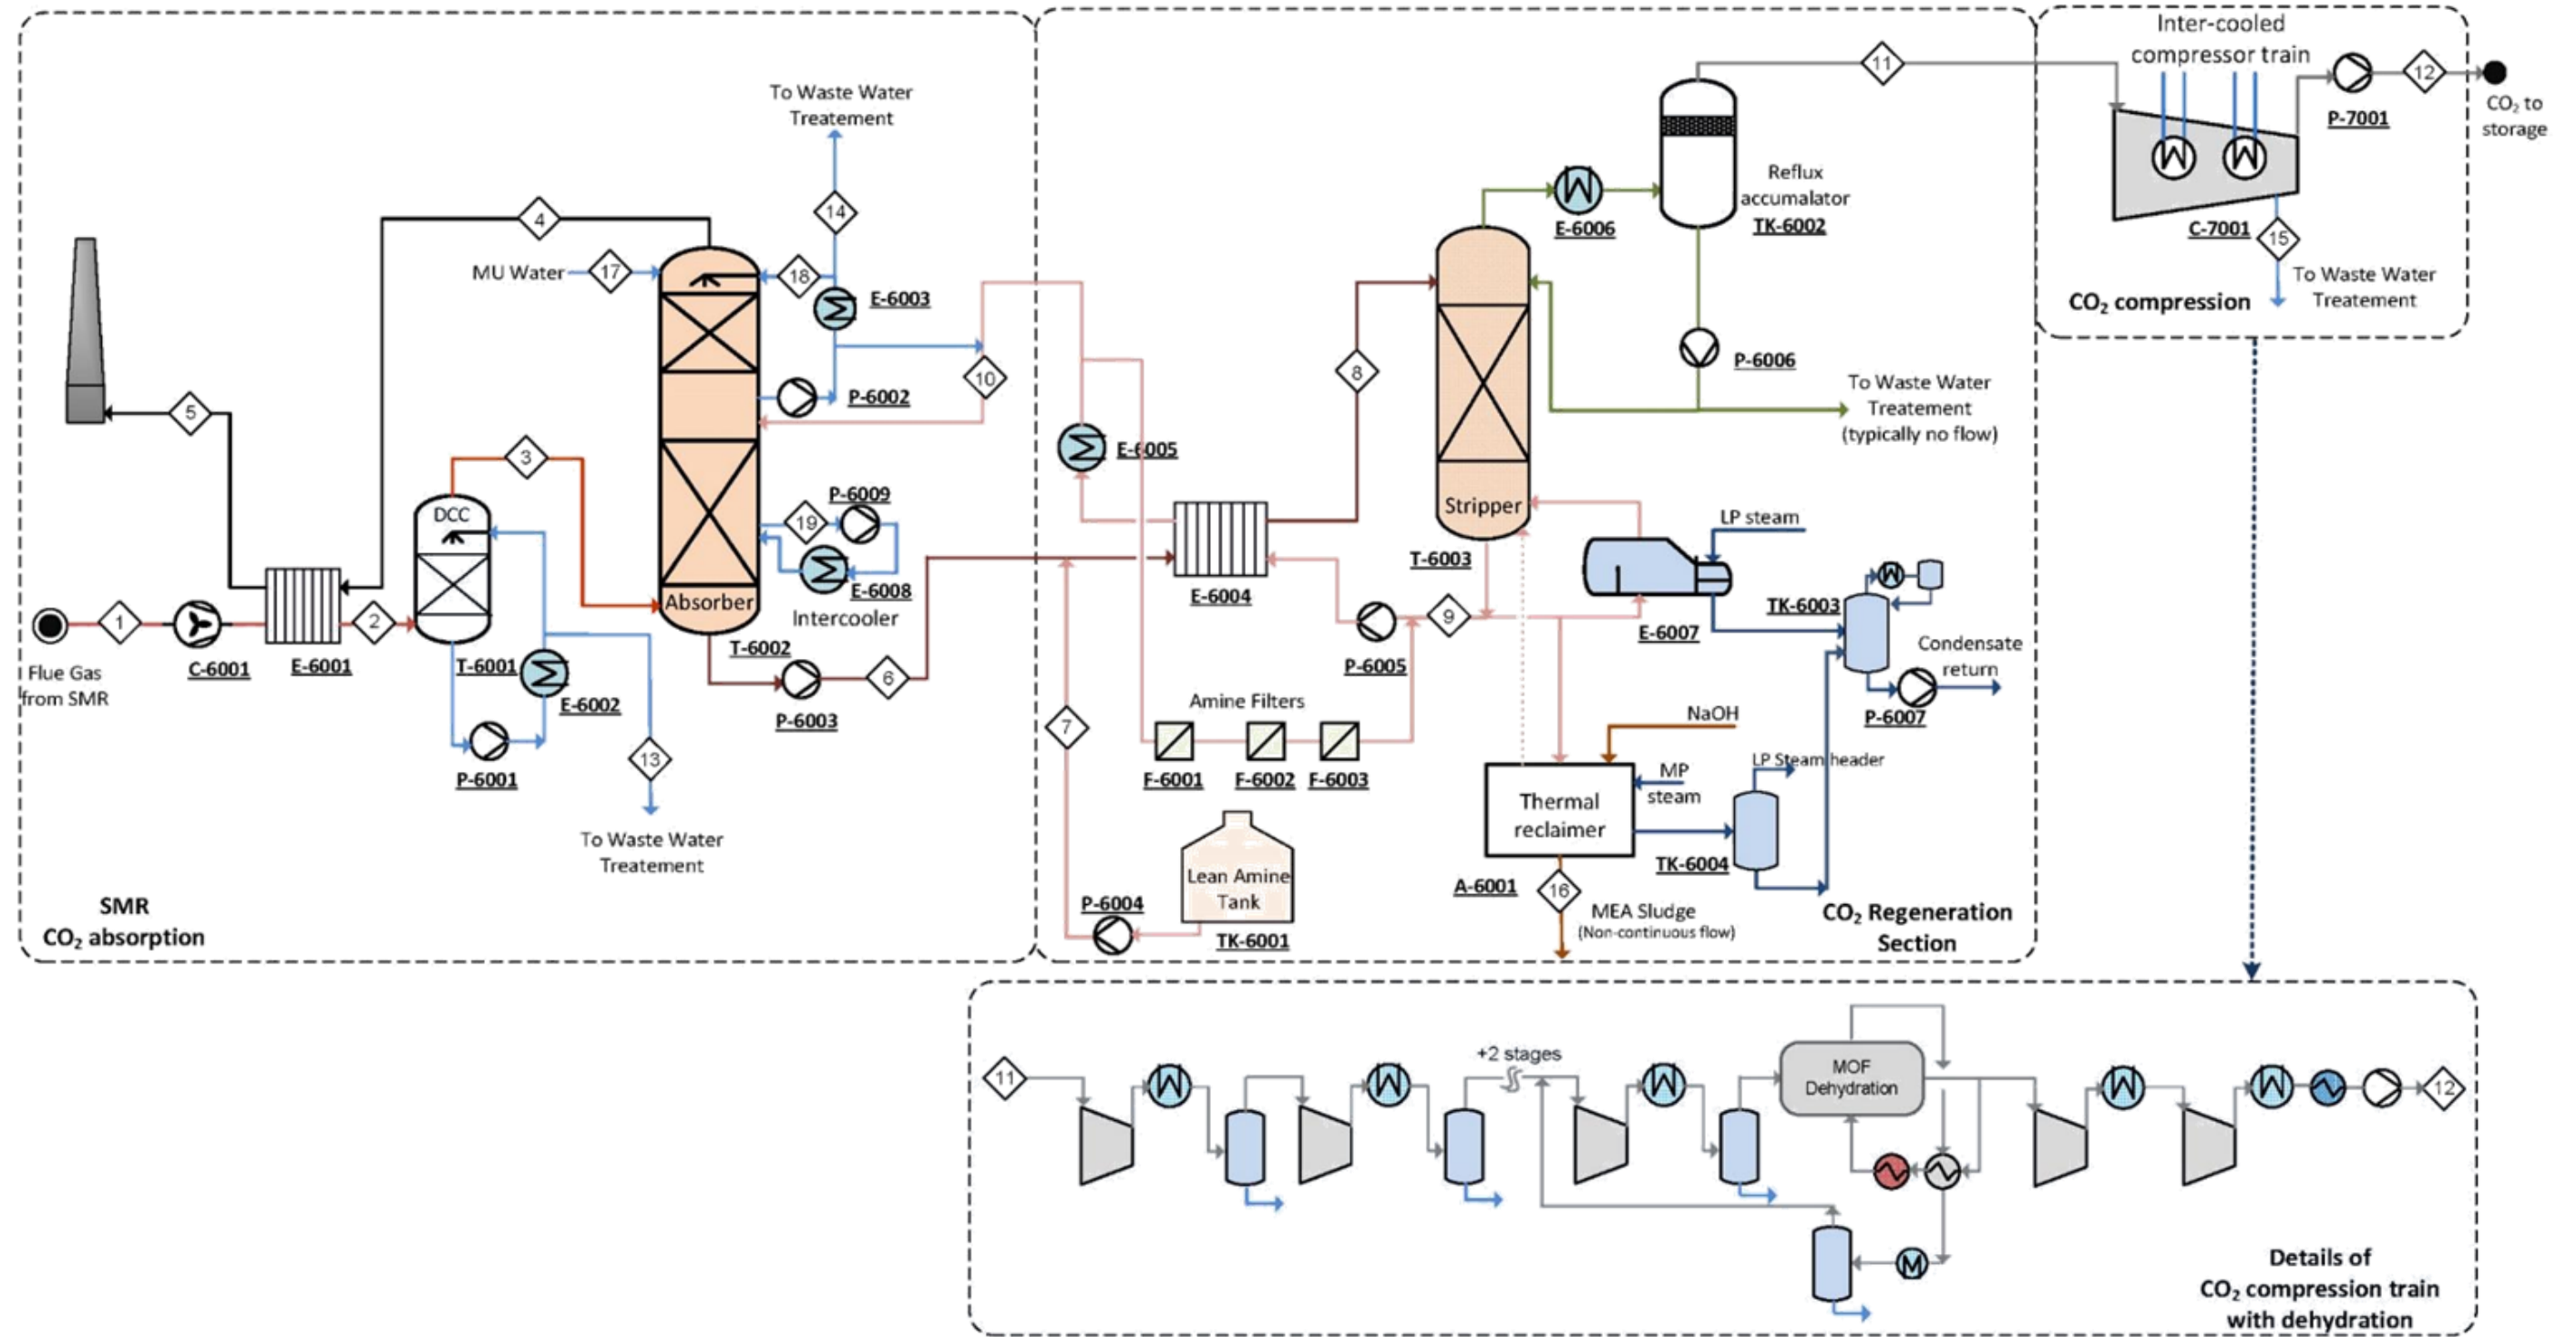 Inter-cooled
compressor train
11
12
P-7001
CO₂ to
storage
To Waste Water
Treatement
Reflux
accumalator
TK-6002
E-6006
C-7001
15
To Waste Water
Treatement
CO₂ compression
4
14
MU Water
17
18
E-6003
10
P-6002
8
P-6006
To Waste Water
Treatement
(typically no flow)
5
3
E-6005
DCC
P-6009
19
E-6008
Intercooler
Absorber
T-6002
Stripper
T-6003
LP steam
E-6004
9
E-6007
TK-6003
Condensate
return
P-6007
1
2
Flue Gas
from SMR
C-6001
E-6001
T-6001
E-6002
P-6003
6
P-6005
Amine Filters
7
F-6001
F-6002
F-6003
P-6001
13
To Waste Water
Treatement
NaOH
MP
steam
LP Steam header
Thermal
reclaimer
TK-6004
A-6001
16
MEA Sludge
(Non-continuous flow)
Lean Amine
Tank
P-6004
TK-6001
SMR
CO₂ absorption
CO₂ Regeneration
Section
11
+2 stages
MOF
Dehydration
12
Details of
CO₂ compression train
with dehydration